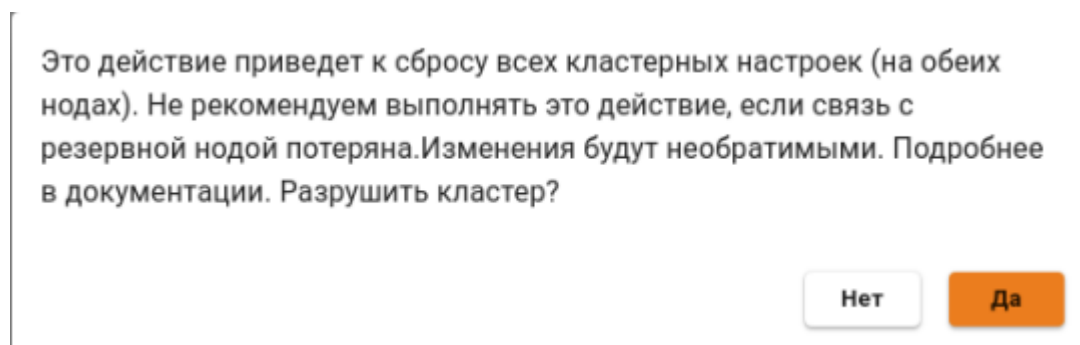 Это действие приведет к сбросу всех кластерных настроек (на обеих
нодах). Не рекомендуем выполнять это действие, если связь с
резервной нодой потеряна.Изменения будут необратимыми. Подробнее
в документации. Разрушить кластер?
Нет Да